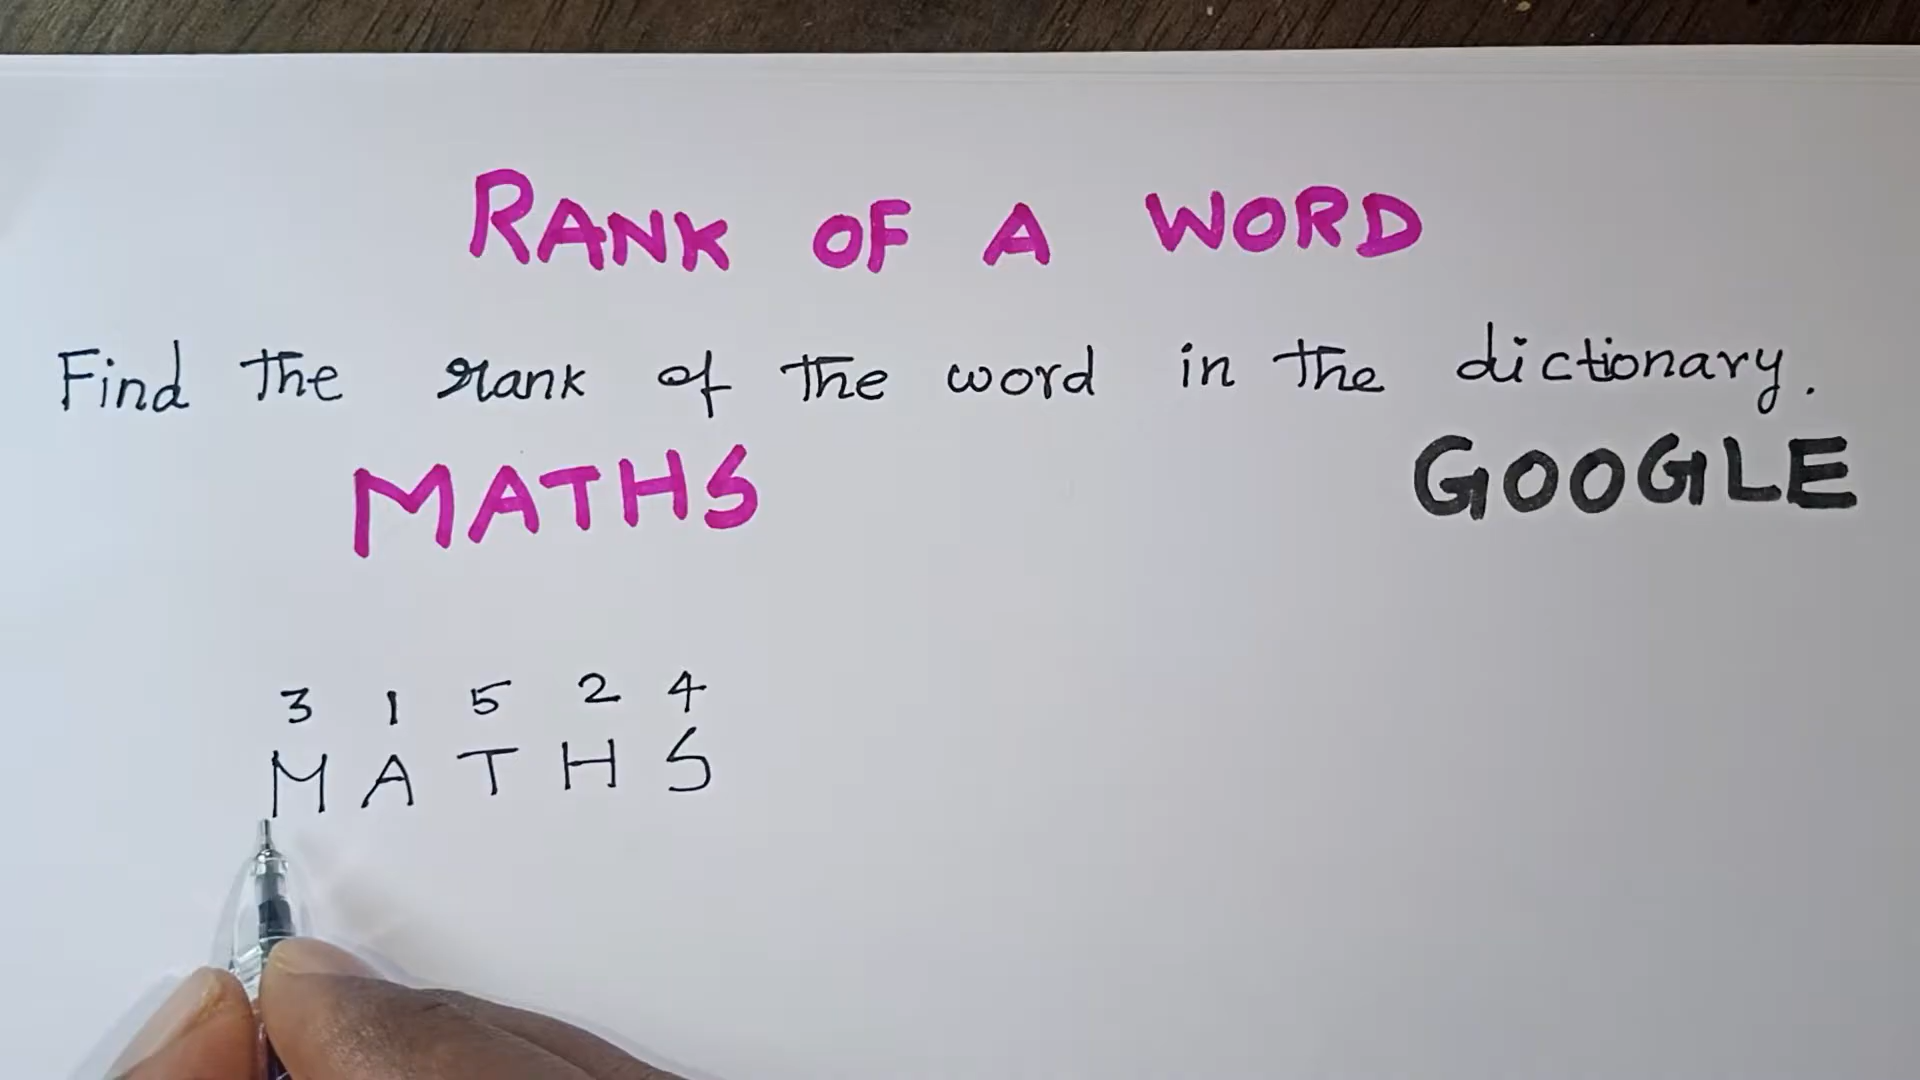 RANK OF A WORD
Find the rank of the word in the dictionary.
MATHS GOOGLE
3 1 5 2 4
M A T H S